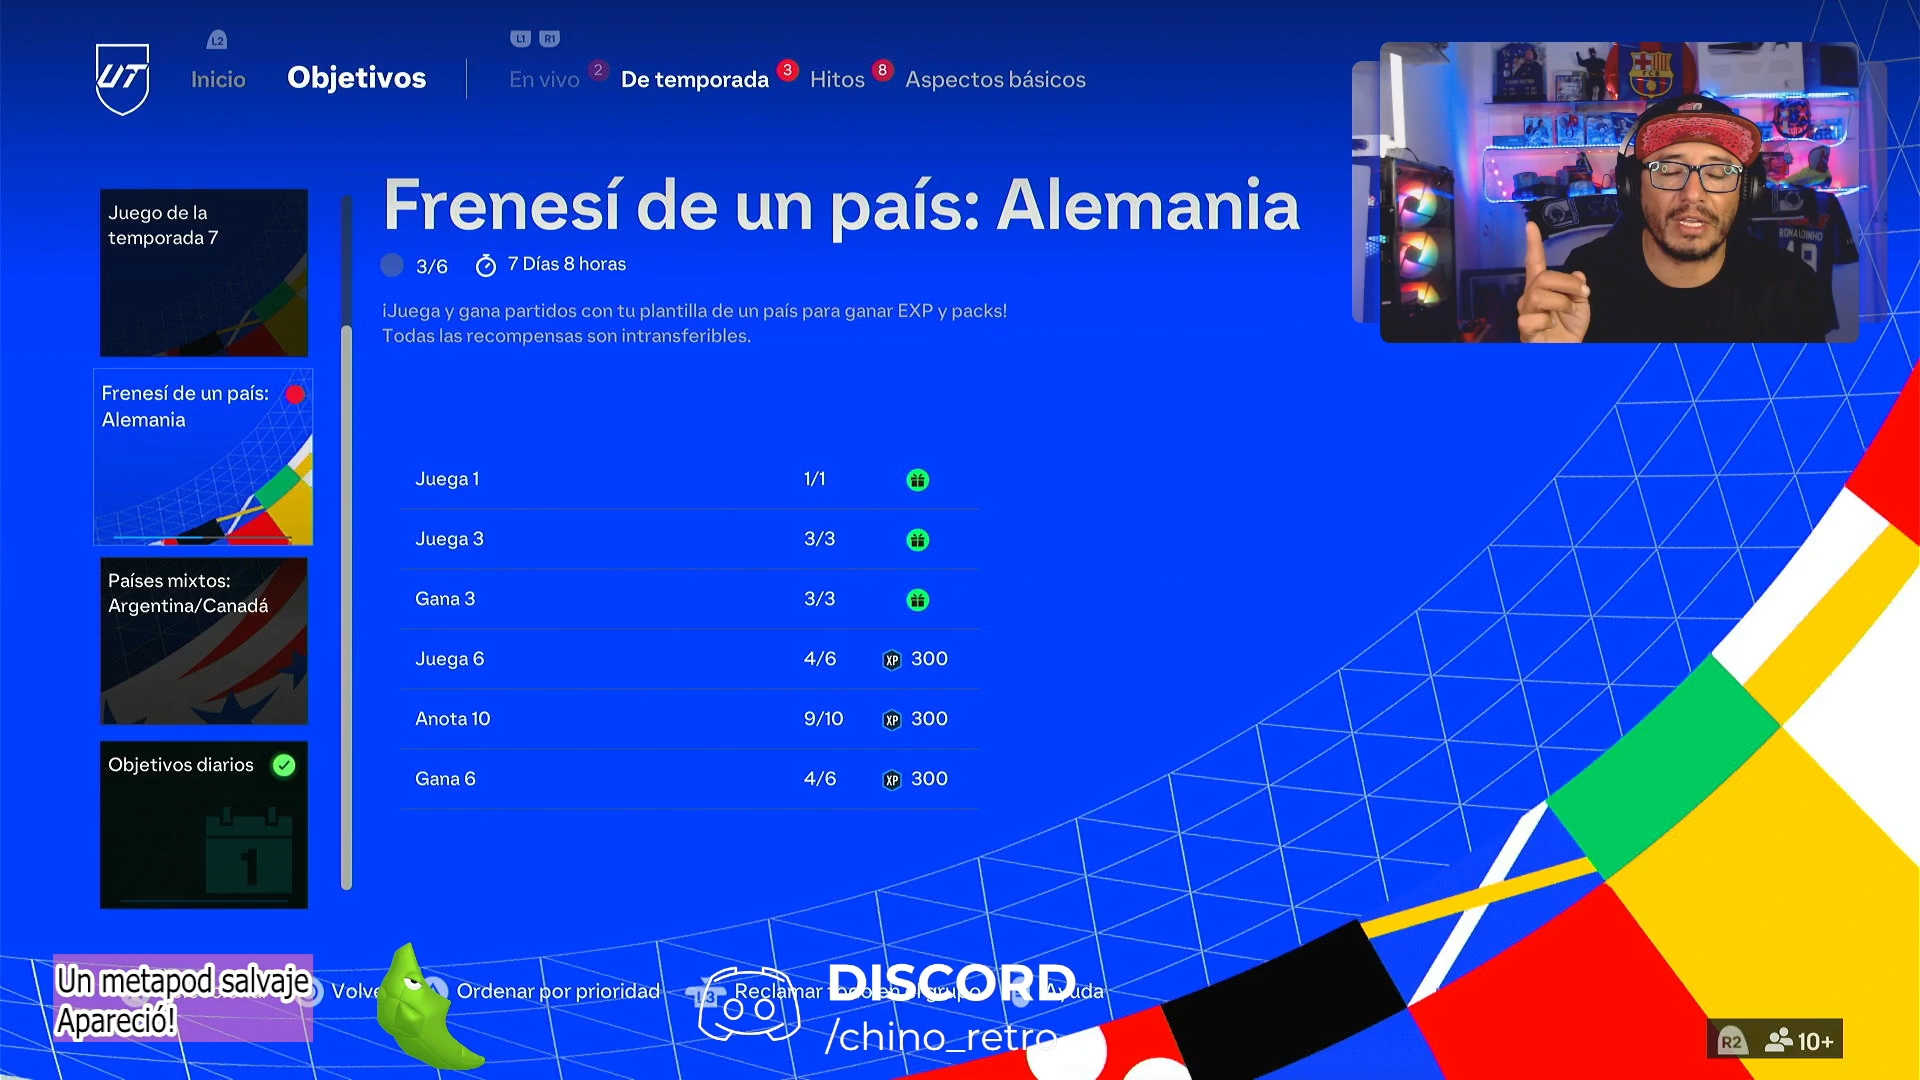 L2
L1 R1
UT
Inicio
Objetivos
En vivo 2
De temporada 3
Hitos 8
Aspectos básicos
Juego de la
temporada 7
Frenesí de un país:
Alemania
Países mixtos:
Argentina/Canadá
Objetivos diarios
1
Frenesí de un país: Alemania
3/6
7 Días 8 horas
¡Juega y gana partidos con tu plantilla de un país para ganar EXP y packs!
Todas las recompensas son intransferibles.
Juega 1 1/1
Juega 3 3/3
Gana 3 3/3
Juega 6 4/6 XP 300
Anota 10 9/10 XP 300
Gana 6 4/6 XP 300
FCB
RONALDINHO
Un metapod salvaje
Apareció!
Ordenar por prioridad
Reclamar
Ayuda
DISCORD
/chino_retro
R2 10+